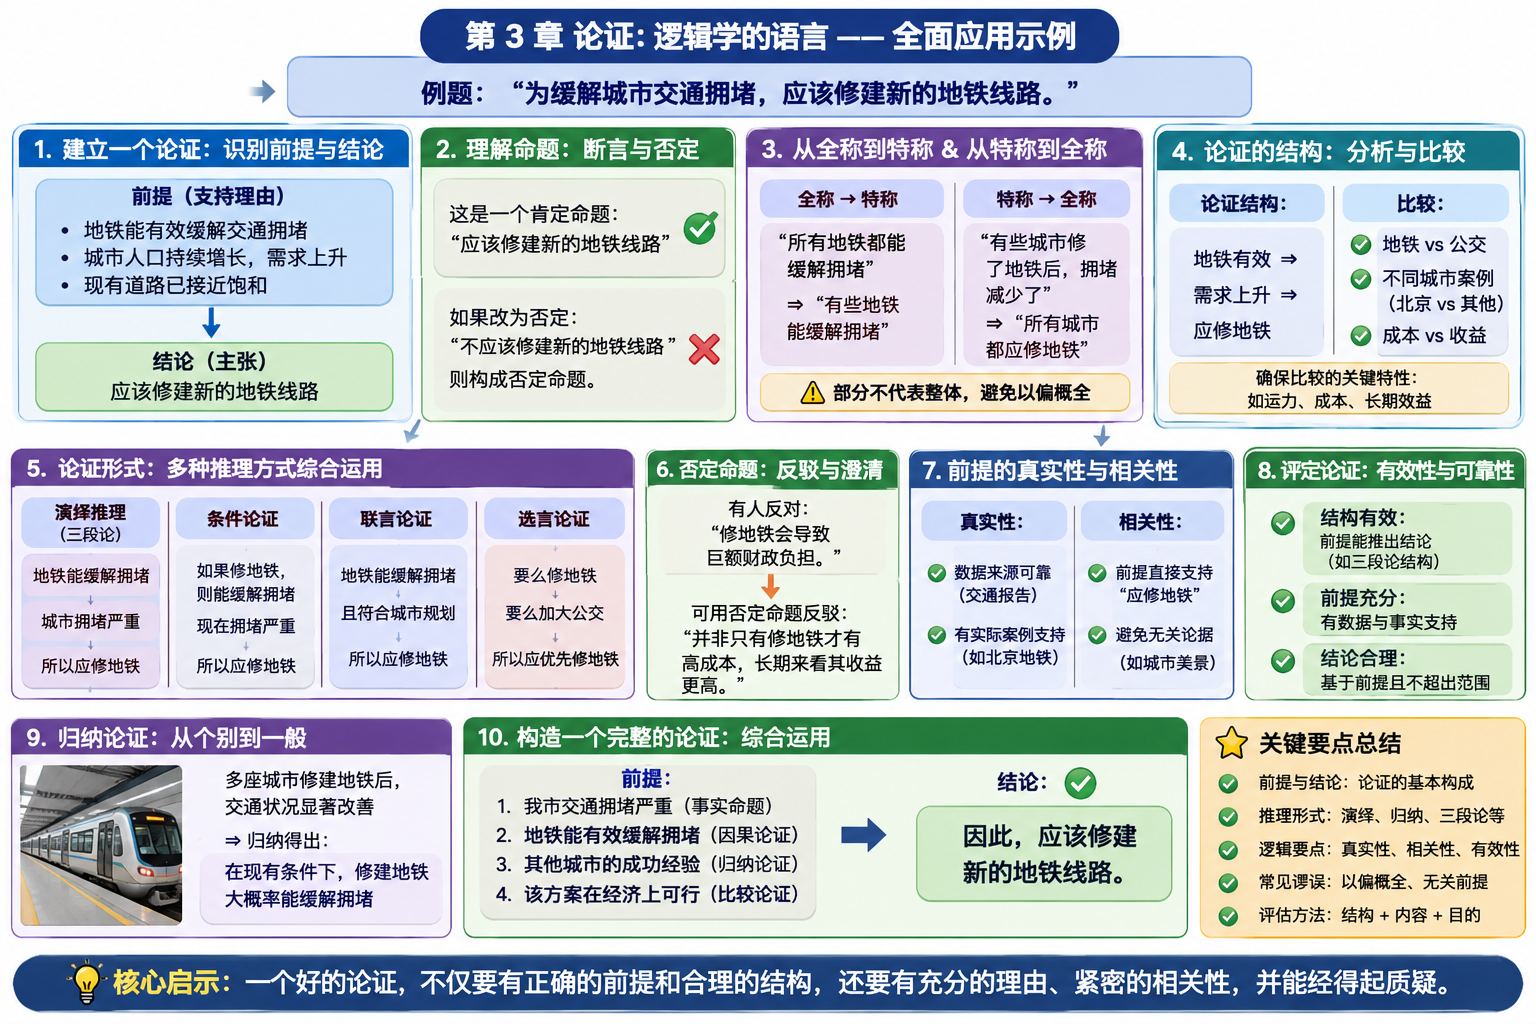 第 3 章 论证：逻辑学的语言 —— 全面应用示例
例题：“为缓解城市交通拥堵，应该修建新的地铁线路。”
1. 建立一个论证：识别前提与结论
前提（支持理由）
• 地铁能有效缓解交通拥堵
• 城市人口持续增长，需求上升
• 现有道路已接近饱和
结论（主张）
应该修建新的地铁线路
2. 理解命题：断言与否定
这是一个肯定命题：
“应该修建新的地铁线路”
如果改为否定：
“不应该修建新的地铁线路”
则构成否定命题。
3. 从全称到特称 & 从特称到全称
全称 → 特称
“所有地铁都能
缓解拥堵”
⇒ “有些地铁
能缓解拥堵”
特称 → 全称
“有些城市修
了地铁后，拥堵
减少了”
⇒ “所有城市
都应修地铁”
部分不代表整体，避免以偏概全
4. 论证的结构：分析与比较
论证结构：
地铁有效 ⇒
需求上升 ⇒
应修地铁
比较：
地铁 vs 公交
不同城市案例
（北京 vs 其他）
成本 vs 收益
确保比较的关键特性：
如运力、成本、长期效益
5. 论证形式：多种推理方式综合运用
演绎推理
（三段论）
地铁能缓解拥堵
城市拥堵严重
所以应修地铁
条件论证
如果修地铁，
则能缓解拥堵
现在拥堵严重
所以应修地铁
联言论证
地铁能缓解拥堵
且符合城市规划
所以应修地铁
选言论证
要么修地铁
要么加大公交
所以应优先修地铁
6. 否定命题：反驳与澄清
有人反对：
“修地铁会导致
巨额财政负担。”
可用否定命题反驳：
“并非只有修地铁才有
高成本，长期来看其收益
更高。”
7. 前提的真实性与相关性
真实性：
数据来源可靠
（交通报告）
有实际案例支持
（如北京地铁）
相关性：
前提直接支持
“应修地铁”
避免无关论据
（如城市美景）
8. 评定论证：有效性与可靠性
结构有效：
前提能推出结论
（如三段论结构）
前提充分：
有数据与事实支持
结论合理：
基于前提且不超出范围
9. 归纳论证：从个别到一般
多座城市修建地铁后，
交通状况显著改善
⇒ 归纳得出：
在现有条件下，修建地铁
大概率能缓解拥堵
10. 构造一个完整的论证：综合运用
前提：
1. 我市交通拥堵严重（事实命题）
2. 地铁能有效缓解拥堵（因果论证）
3. 其他城市的成功经验（归纳论证）
4. 该方案在经济上可行（比较论证）
结论：
因此，应该修建
新的地铁线路。
关键要点总结
前提与结论：论证的基本构成
推理形式：演绎、归纳、三段论等
逻辑要点：真实性、相关性、有效性
常见谬误：以偏概全、无关前提
评估方法：结构 + 内容 + 目的
核心启示：一个好的论证，不仅要有正确的前提和合理的结构，还要有充分的理由、紧密的相关性，并能经得起质疑。